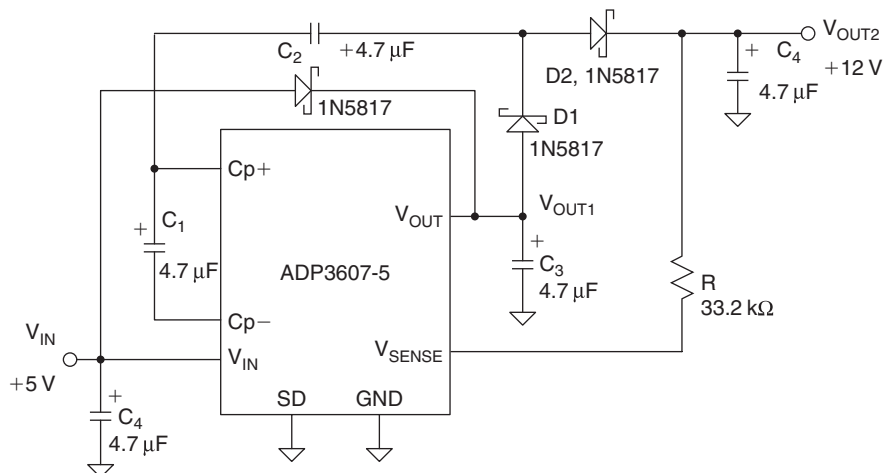 C2
+4.7 μF
D2, 1N5817
+ C4
4.7 μF
VOUT2
+12 V
1N5817
D1
1N5817
Cp+
+ C1
4.7 μF
VOUT
VOUT1
ADP3607-5
+
C3
4.7 μF
R
33.2 kΩ
Cp−
VIN
+5 V
VIN
VSENSE
+
C4
4.7 μF
SD
GND